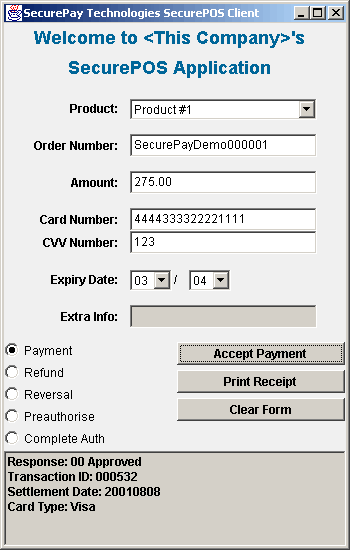 SecurePay Technologies SecurePOS Client
Welcome to <This Company>'s
SecurePOS Application
Product: Product #1
Order Number: SecurePayDemo000001
Amount: 275.00
Card Number: 4444333322221111
CVV Number: 123
Expiry Date: 03 / 04
Extra Info:
Payment
Accept Payment
Refund
Print Receipt
Reversal
Preauthorise
Clear Form
Complete Auth
Response: 00 Approved
Transaction ID: 000532
Settlement Date: 20010808
Card Type: Visa